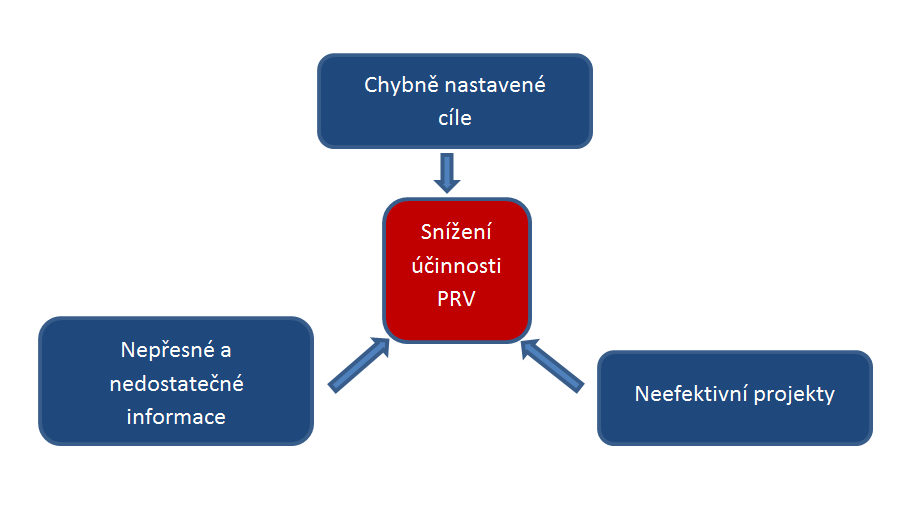 Chybně nastavené
cíle
Snížení
účinnosti
PRV
Nepřesné a
nedostatečné
informace
Neefektivní projekty